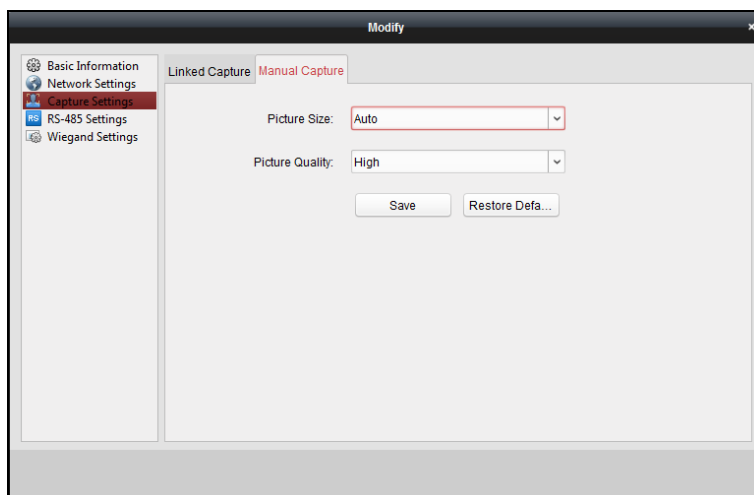 Modify
Basic Information
Network Settings
Capture Settings
RS RS-485 Settings
Wiegand Settings
Linked Capture Manual Capture
Picture Size: Auto
Picture Quality: High
Save Restore Defa...